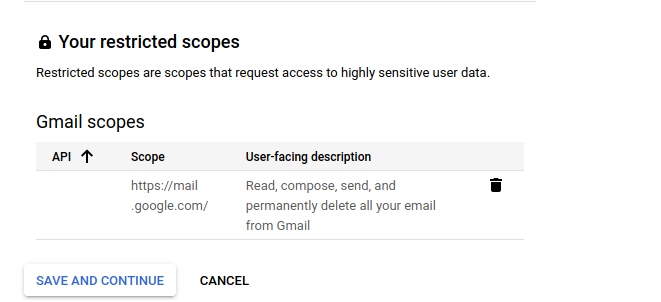 Your restricted scopes
Restricted scopes are scopes that request access to highly sensitive user data.
Gmail scopes
API Scope User-facing description
https://mail Read, compose, send, and
.google.com/ permanently delete all your email
from Gmail
SAVE AND CONTINUE CANCEL